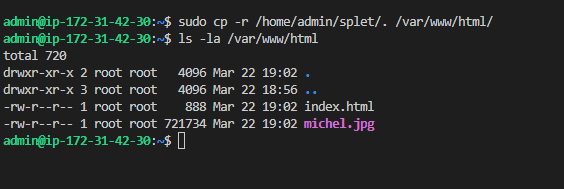 admin@ip-172-31-42-30:~$ sudo cp -r /home/admin/splet/. /var/www/html/
admin@ip-172-31-42-30:~$ ls -la /var/www/html
total 720
drwxr-xr-x 2 root root   4096 Mar 22 19:02 .
drwxr-xr-x 3 root root   4096 Mar 22 18:56 ..
-rw-r--r-- 1 root root    888 Mar 22 19:02 index.html
-rw-r--r-- 1 root root 721734 Mar 22 19:02 michel.jpg
admin@ip-172-31-42-30:~$